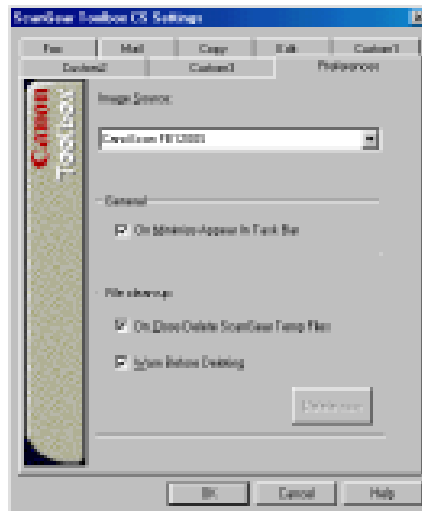 ScanGear Toolbox CS Settings
Fax Mail Copy Edit Custom1
Custom2 Custom3 Preferences
Canon
Toolbox
Image Source:
CanoScan FB1200S
General
On Minimize Appear In Task Bar
File cleanup
On Close Delete ScanGear Temp Files
Warn Before Deleting
Delete now
OK Cancel Help